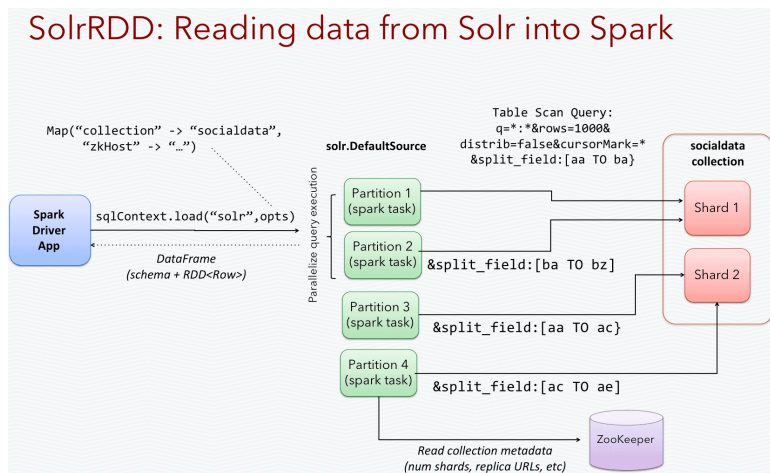 SolrRDD: Reading data from Solr into Spark
Map(“collection” -> “socialdata”,
“zkHost” -> “…”)
solr.DefaultSource
Table Scan Query:
q=*:*&rows=1000&
distrib=false&cursorMark=*
&split_field:[aa TO ba}
socialdata
collection
Spark
Driver
App
sqlContext.load(“solr”,opts)
DataFrame
(schema + RDD<Row>)
Parallelize query execution
Partition 1
(spark task)
Shard 1
Partition 2
(spark task)
&split_field:[ba TO bz]
Shard 2
Partition 3
(spark task)
&split_field:[aa TO ac}
Partition 4
(spark task)
&split_field:[ac TO ae]
Read collection metadata
(num shards, replica URLs, etc)
ZooKeeper